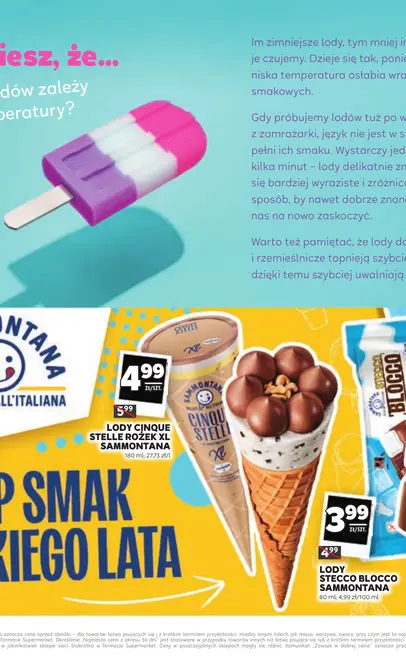 iesz, że...
dów zależy
peratury?
Im zimniejsze lody, tym mniej in
je czujemy. Dzieje się tak, ponie
niska temperatura osłabia wra
smakowych.
Gdy próbujemy lodów tuż po w
z zamrażarki, język nie jest w s
pełni ich smaku. Wystarczy jed
kilka minut – lody delikatnie zn
się bardziej wyraziste i różnico
sposób, by nawet dobrze znan
nas na nowo zaskoczyć.
Warto też pamiętać, że lody do
i rzemieślnicze topnieją szybcie
dzięki temu szybciej uwalniają
MONTANA
ALL'ITALIANA
4 99
ZŁ/SZT.
5 99
LODY CINQUE
STELLE ROŻEK XL
SAMMONTANA
180 ml; 27,73 zł/l
XL
SAMMONTANA
CINQUE
STELLE
P SMAK
KIEGO LATA
STECCO
BLOCCO
3 99
ZŁ/SZT.
4 99
LODY
STECCO BLOCCO
SAMMONTANA
80 ml; 4,99 zł/100 ml